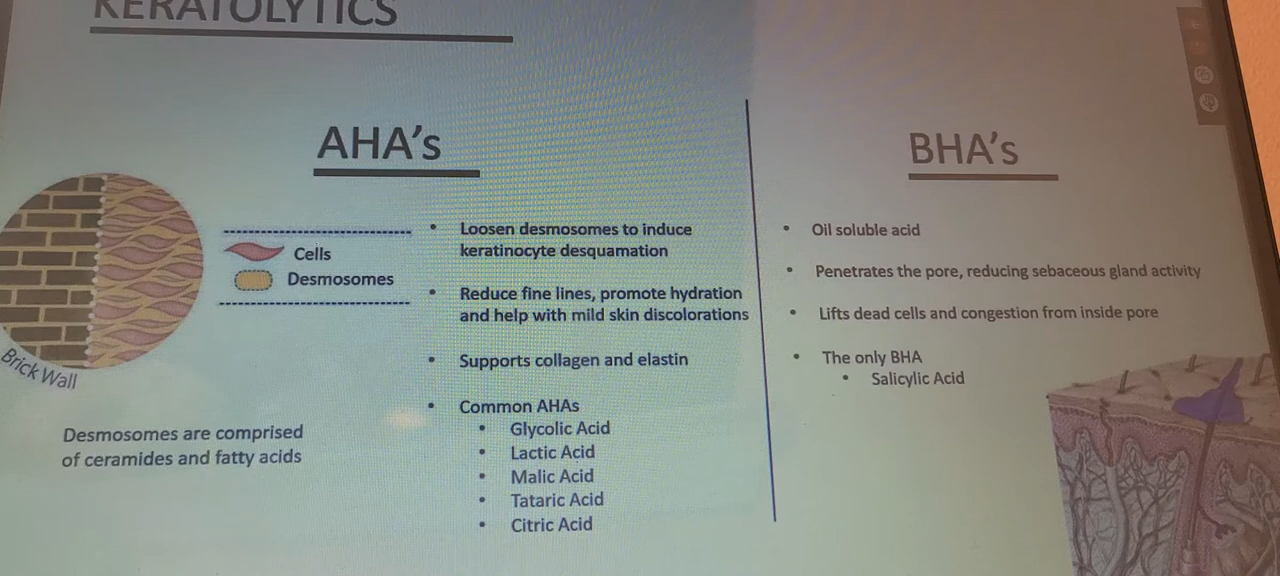 KERATOLYTICS
AHA's
Cells
Desmosomes
Brick Wall
Desmosomes are comprised
of ceramides and fatty acids
• Loosen desmosomes to induce
keratinocyte desquamation
• Reduce fine lines, promote hydration
and help with mild skin discolorations
• Supports collagen and elastin
• Common AHAs
• Glycolic Acid
• Lactic Acid
• Malic Acid
• Tataric Acid
• Citric Acid
BHA's
• Oil soluble acid
• Penetrates the pore, reducing sebaceous gland activity
• Lifts dead cells and congestion from inside pore
• The only BHA
• Salicylic Acid